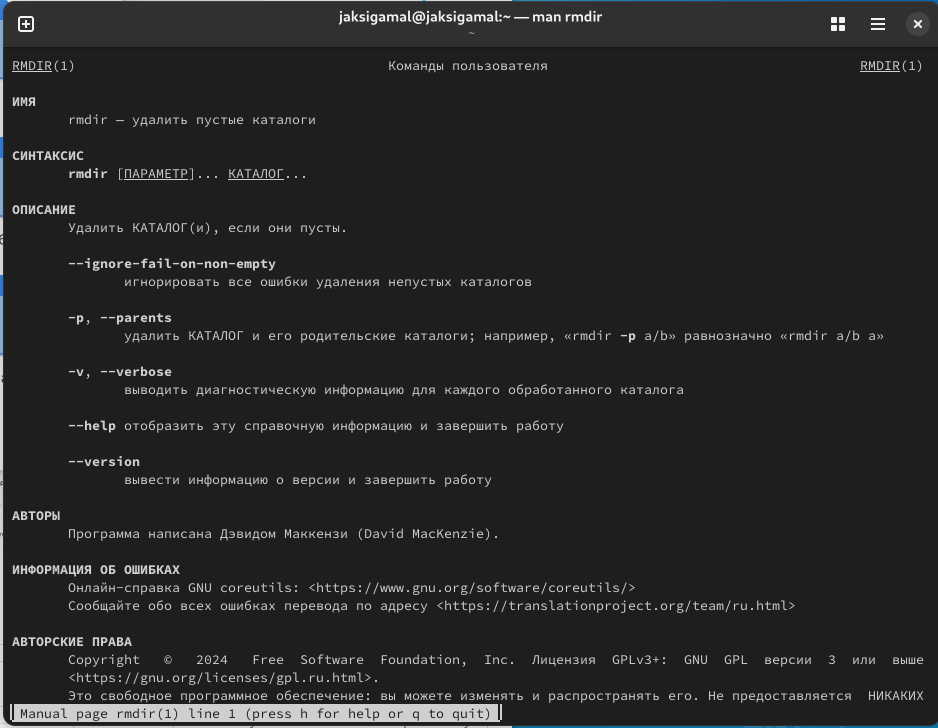 jaksigamal@jaksigamal:~ — man rmdir
~
RMDIR(1) Команды пользователя RMDIR(1)
ИМЯ
rmdir — удалить пустые каталоги
СИНТАКСИС
rmdir [ПАРАМЕТР]... КАТАЛОГ...
ОПИСАНИЕ
Удалить КАТАЛОГ(и), если они пусты.
--ignore-fail-on-non-empty
игнорировать все ошибки удаления непустых каталогов
-p, --parents
удалить КАТАЛОГ и его родительские каталоги; например, «rmdir -p a/b» равнозначно «rmdir a/b a»
-v, --verbose
выводить диагностическую информацию для каждого обработанного каталога
--help отобразить эту справочную информацию и завершить работу
--version
вывести информацию о версии и завершить работу
АВТОРЫ
Программа написана Дэвидом Маккензи (David MacKenzie).
ИНФОРМАЦИЯ ОБ ОШИБКАХ
Онлайн-справка GNU coreutils: <https://www.gnu.org/software/coreutils/>
Сообщайте обо всех ошибках перевода по адресу <https://translationproject.org/team/ru.html>
АВТОРСКИЕ ПРАВА
Copyright © 2024 Free Software Foundation, Inc. Лицензия GPLv3+: GNU GPL версии 3 или выше
<https://gnu.org/licenses/gpl.ru.html>.
Это свободное программное обеспечение: вы можете изменять и распространять его. Не предоставляется НИКАКИХ
Manual page rmdir(1) line 1 (press h for help or q to quit)